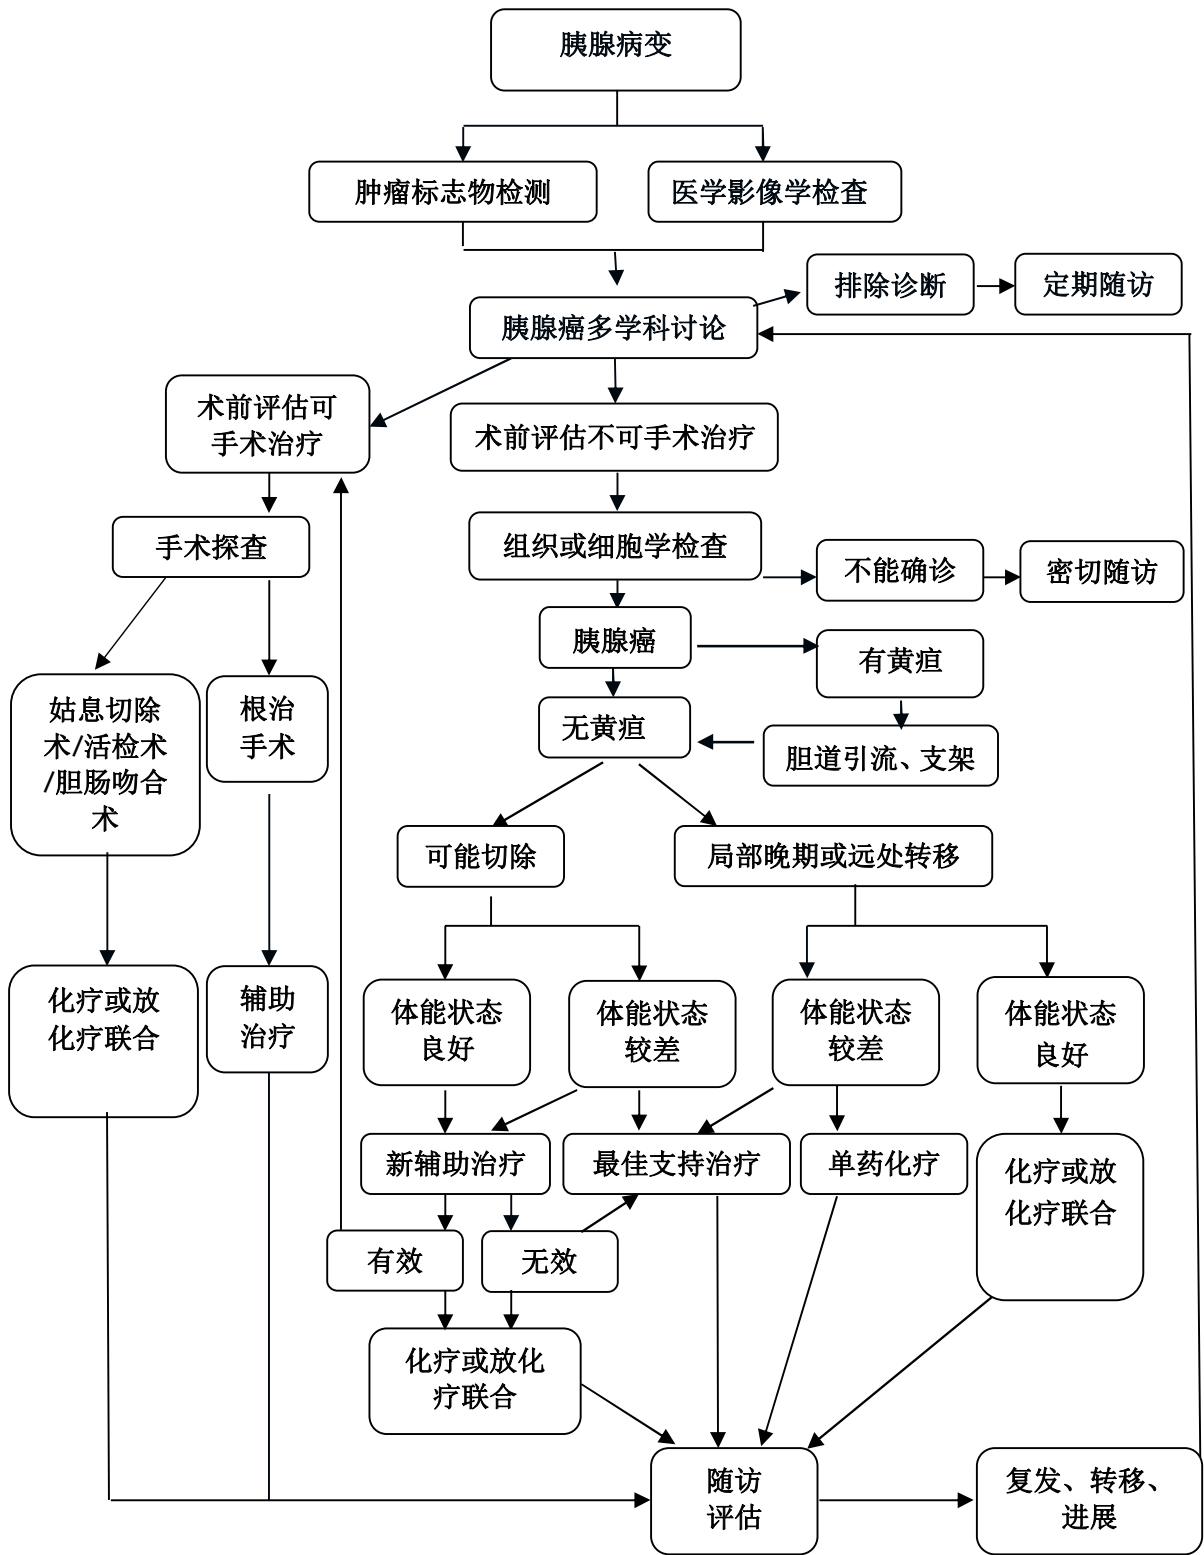 胰腺病变
肿瘤标志物检测
医学影像学检查
排除诊断
定期随访
胰腺癌多学科讨论
术前评估可
手术治疗
术前评估不可手术治疗
手术探查
组织或细胞学检查
不能确诊
密切随访
胰腺癌
有黄疸
姑息切除
术/活检术
/胆肠吻合
术
根治
手术
无黄疸
胆道引流、支架
可能切除
局部晚期或远处转移
化疗或放
化疗联合
辅助
治疗
体能状态
良好
体能状态
较差
体能状态
较差
体能状态
良好
新辅助治疗
最佳支持治疗
单药化疗
化疗或放
化疗联合
有效
无效
化疗或放化
疗联合
随访
评估
复发、转移、
进展